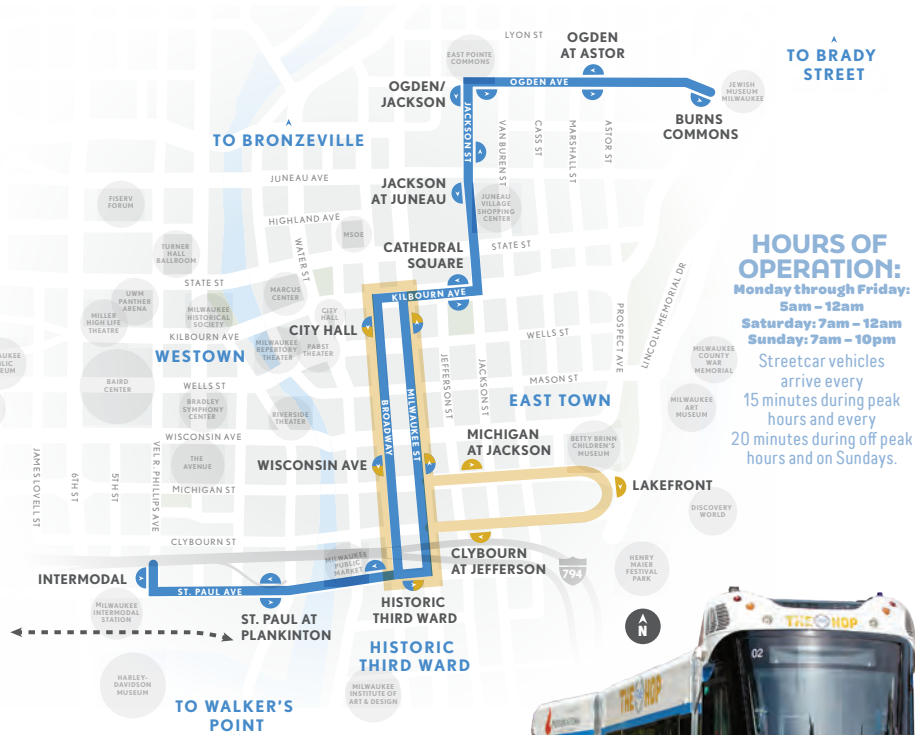 LYON ST
OGDEN
AT ASTOR
TO BRADY
STREET
EAST POINTE
COMMONS
OGDEN AVE
OGDEN/
JACKSON
JEWISH
MUSEUM
MILWAUKEE
BURNS
COMMONS
TO BRONZEVILLE
JACKSON ST
VAN BUREN ST
CASS ST
MARSHALL ST
ASTOR ST
JUNEAU AVE
JACKSON
AT JUNEAU
FISERV
FORUM
JUNEAU
VILLAGE
SHOPPING
CENTER
HIGHLAND AVE
MSOE
WATER ST
TURNER
HALL
BALLROOM
CATHEDRAL
SQUARE
STATE ST
STATE ST
HOURS OF
OPERATION:
Monday through Friday:
5am – 12am
Saturday: 7am – 12am
Sunday: 7am – 10pm
Streetcar vehicles
arrive every
15 minutes during peak
hours and every
20 minutes during off peak
hours and on Sundays.
UWM
PANTHER
ARENA
MARCUS
CENTER
KILBOURN AVE
MILLER
HIGH LIFE
THEATRE
MILWAUKEE
HISTORICAL
SOCIETY
CITY
HALL
CITY HALL
KILBOURN AVE
MILWAUKEE
REPERTORY
THEATER
PABST
THEATER
WELLS ST
PROSPECT AVE
LINCOLN MEMORIAL DR
WESTOWN
MILWAUKEE
COUNTY
WAR
MEMORIAL
BAIRD
CENTER
WELLS ST
JEFFERSON ST
JACKSON ST
MASON ST
EAST TOWN
BRADLEY
SYMPHONY
CENTER
RIVERSIDE
THEATER
BROADWAY
MILWAUKEE ST
MILWAUKEE
ART
MUSEUM
WISCONSIN AVE
MICHIGAN
AT JACKSON
BETTY BRINN
CHILDREN'S
MUSEUM
JAMES LOVELL ST
6TH ST
5TH ST
VEL R. PHILLIPS AVE
THE
AVENUE
WISCONSIN AVE
MICHIGAN ST
LAKEFRONT
DISCOVERY
WORLD
CLYBOURN ST
CLYBOURN
AT JEFFERSON
MILWAUKEE
PUBLIC
MARKET
794
HENRY
MAIER
FESTIVAL
PARK
INTERMODAL
ST. PAUL AVE
MILWAUKEE
INTERMODAL
STATION
ST. PAUL AT
PLANKINTON
HISTORIC
THIRD WARD
N
HISTORIC
THIRD WARD
HARLEY-
DAVIDSON
MUSEUM
MILWAUKEE
INSTITUTE OF
ART & DESIGN
TO WALKER'S
POINT
THE HOP
02
THE HOP